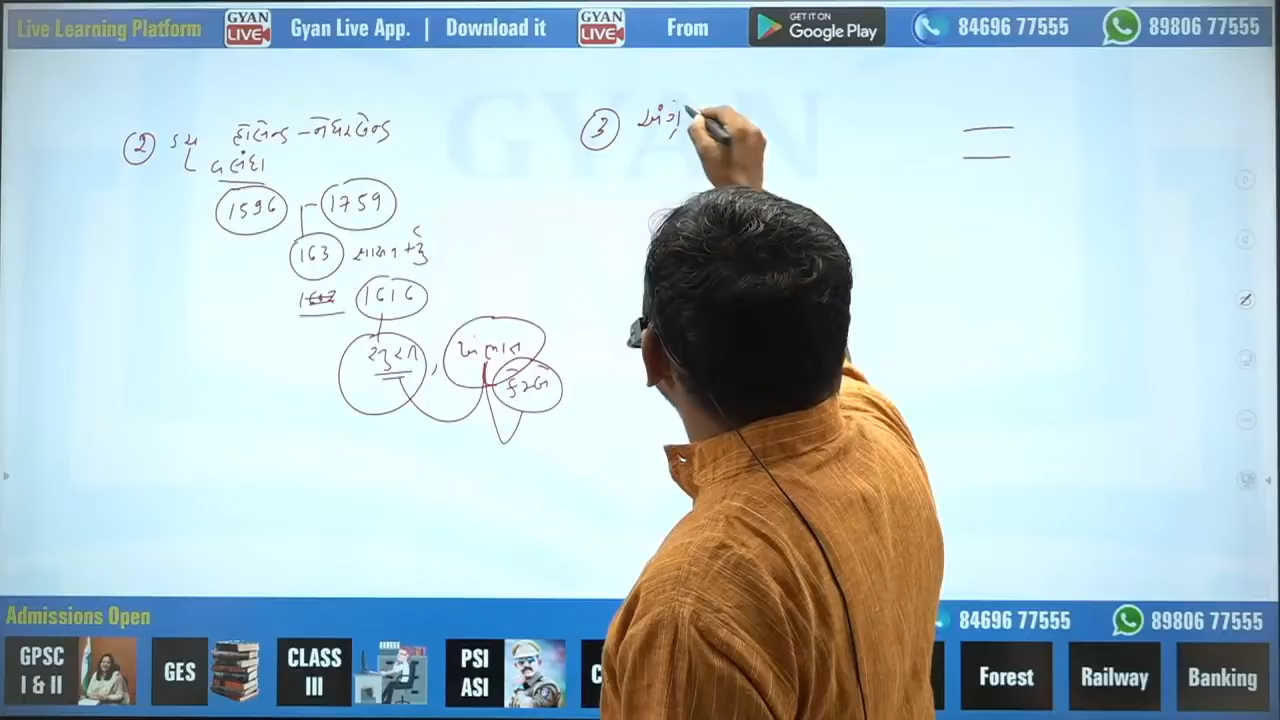 Live Learning Platform GYAN LIVE Gyan Live App. | Download it GYAN LIVE From GET IT ON Google Play 84696 77555 89806 77555
GYAN
② ડચ હોલેન્ડ - નેધરલેન્ડ
વલંદા
1596 - 1759
163 શાસન
1616
સુરત, ખંભાત
③ અંગ્રે
Admissions Open 84696 77555 89806 77555
GPSC I & II
GES
CLASS III
PSI ASI
C
Forest
Railway
Banking